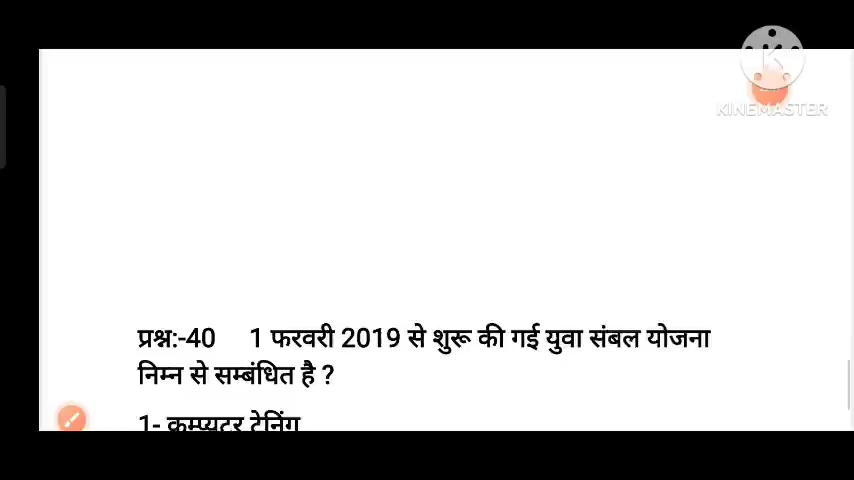 KINEMASTER
प्रश्न:-40 1 फरवरी 2019 से शुरू की गई युवा संबल योजना
निम्न से सम्बंधित है ?
1- कम्प्यूटर ट्रेनिंग